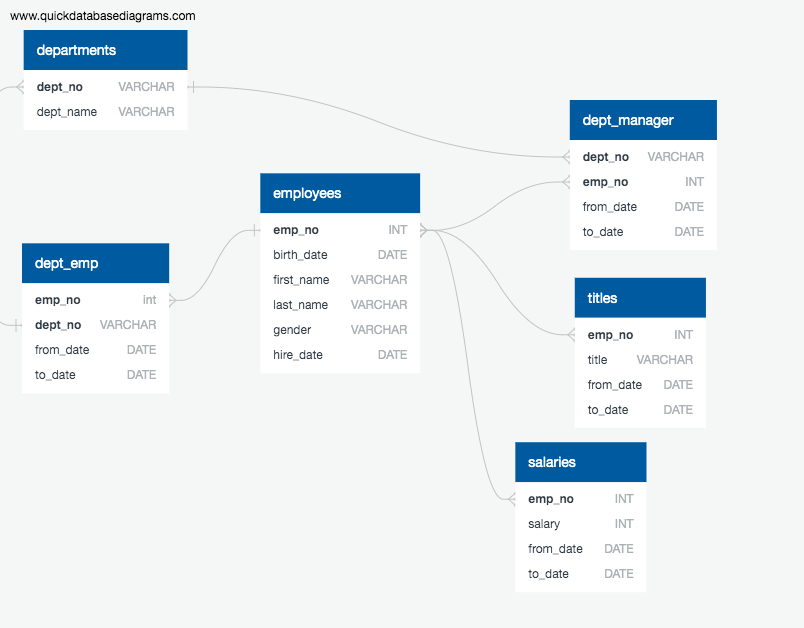 www.quickdatabasediagrams.com
departments
dept_no VARCHAR
dept_name VARCHAR
dept_manager
dept_no VARCHAR
emp_no INT
from_date DATE
to_date DATE
employees
emp_no INT
birth_date DATE
first_name VARCHAR
last_name VARCHAR
gender VARCHAR
hire_date DATE
dept_emp
emp_no int
dept_no VARCHAR
from_date DATE
to_date DATE
titles
emp_no INT
title VARCHAR
from_date DATE
to_date DATE
salaries
emp_no INT
salary INT
from_date DATE
to_date DATE